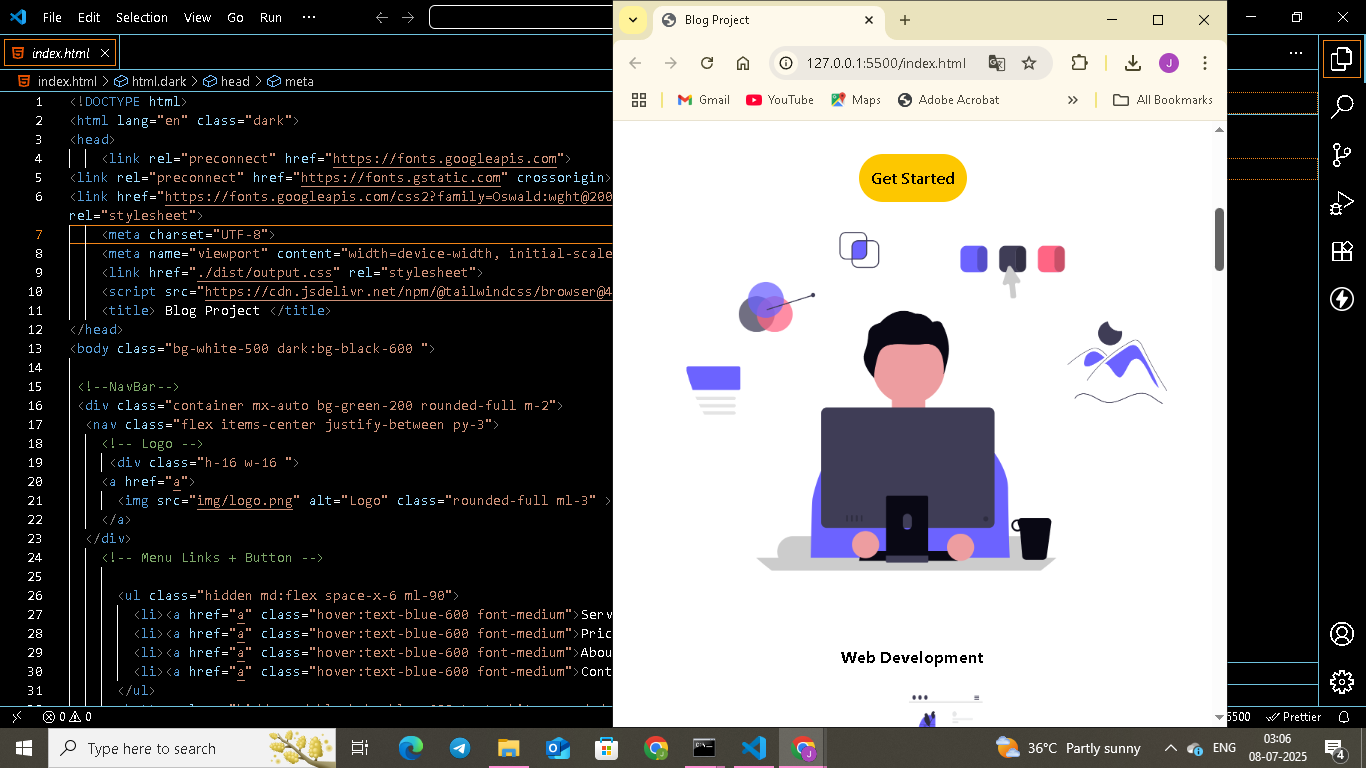 File Edit Selection View Go Run ···
index.html
index.html > html.dark > head > meta
1 <!DOCTYPE html>
2 <html lang="en" class="dark">
3 <head>
4 <link rel="preconnect" href="https://fonts.googleapis.com">
5 <link rel="preconnect" href="https://fonts.gstatic.com" crossorigin>
6 <link href="https://fonts.googleapis.com/css2?family=Oswald:wght@200
rel="stylesheet">
7 <meta charset="UTF-8">
8 <meta name="viewport" content="width=device-width, initial-scale
9 <link href="./dist/output.css" rel="stylesheet">
10 <script src="https://cdn.jsdelivr.net/npm/@tailwindcss/browser@4
11 <title> Blog Project </title>
12 </head>
13 <body class="bg-white-500 dark:bg-black-600 ">
14
15 <!--NavBar-->
16 <div class="container mx-auto bg-green-200 rounded-full m-2">
17 <nav class="flex items-center justify-between py-3">
18 <!-- Logo -->
19 <div class="h-16 w-16 ">
20 <a href="a">
21 <img src="img/logo.png" alt="Logo" class="rounded-full ml-3" >
22 </a>
23 </div>
24 <!-- Menu Links + Button -->
25
26 <ul class="hidden md:flex space-x-6 ml-90">
27 <li><a href="a" class="hover:text-blue-600 font-medium">Serv
28 <li><a href="a" class="hover:text-blue-600 font-medium">Pric
29 <li><a href="a" class="hover:text-blue-600 font-medium">Abou
30 <li><a href="a" class="hover:text-blue-600 font-medium">Cont
31 </ul>
0 0
5500 Prettier
Blog Project
127.0.0.1:5500/index.html
J
Gmail YouTube Maps Adobe Acrobat » All Bookmarks
Get Started
Web Development
Type here to search
36°C Partly sunny
ENG
03:06
08-07-2025
4